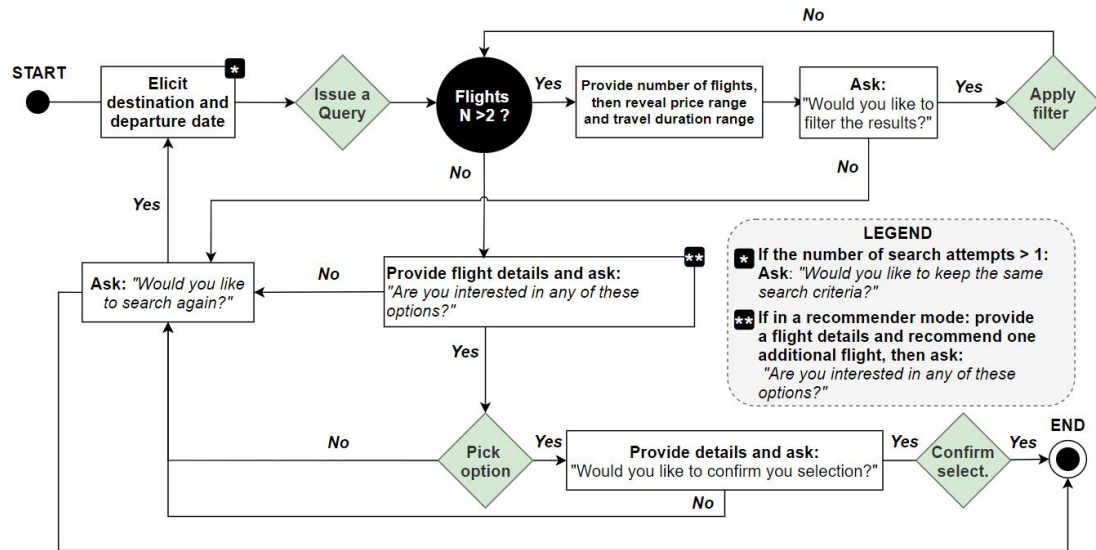 No
START
Elicit
destination and
departure date
*
Issue a
Query
Flights
N >2 ?
Yes
Provide number of flights,
then reveal price range
and travel duration range
Ask:
"Would you like to
filter the results?"
Yes
Apply
filter
No
No
Yes
LEGEND
* If the number of search attempts > 1:
Ask: "Would you like to keep the same
search criteria?"
** If in a recommender mode: provide
a flight details and recommend one
additional flight, then ask:
"Are you interested in any of these
options?"
Ask: "Would you like
to search again?"
No
Provide flight details and ask:
"Are you interested in any of these
options?"
**
Yes
END
No
Pick
option
Yes
Provide details and ask:
"Would you like to confirm you selection?"
Yes
Confirm
select.
Yes
No